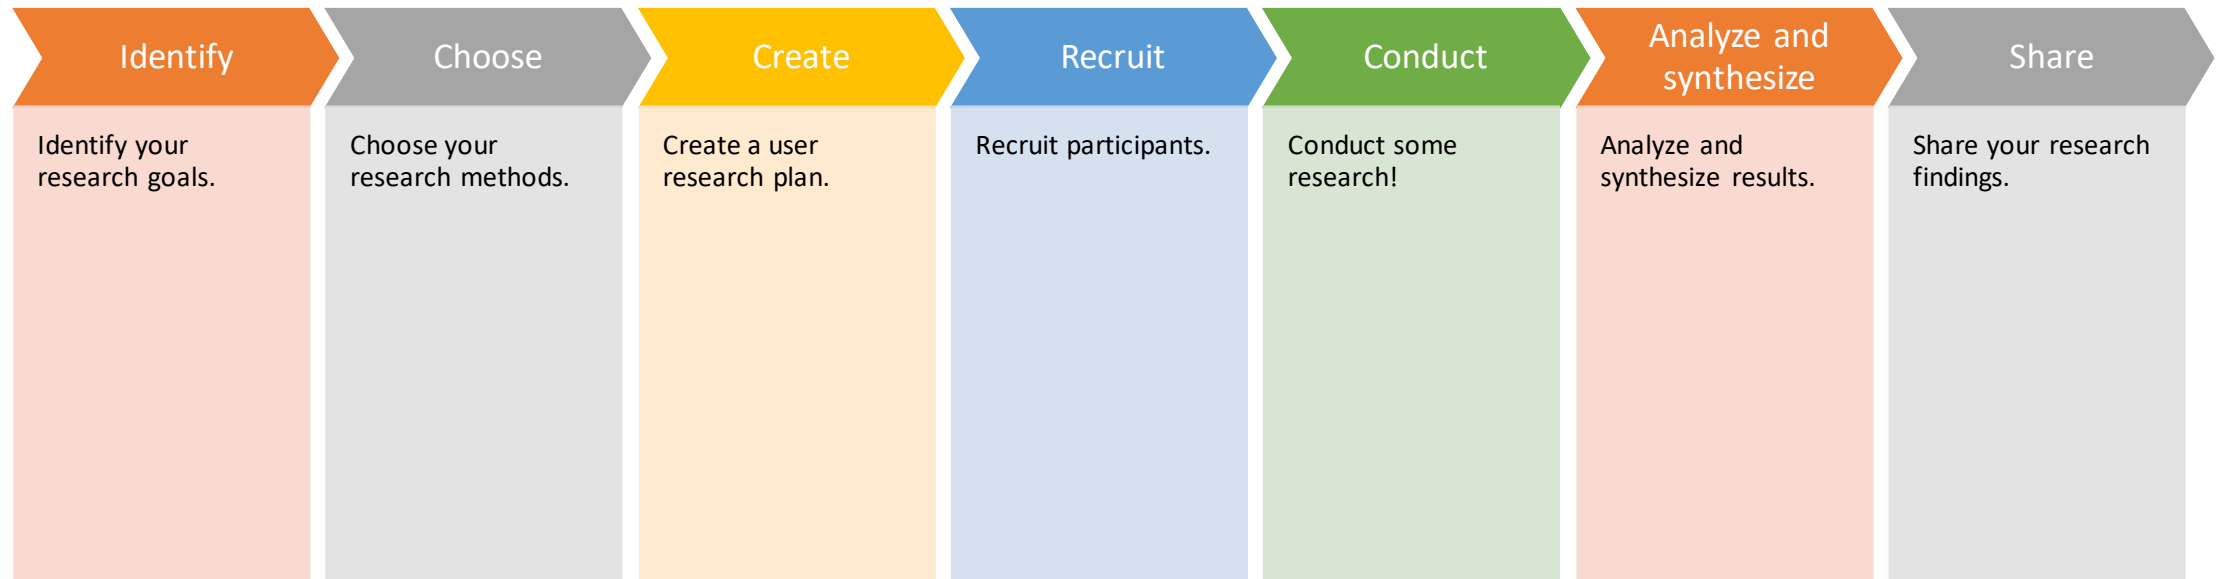 Identify
Identify your
research goals.
Choose
Choose your
research methods.
Create
Create a user
research plan.
Recruit
Recruit participants.
Conduct
Conduct some
research!
Analyze and
synthesize
Analyze and
synthesize results.
Share
Share your research
findings.